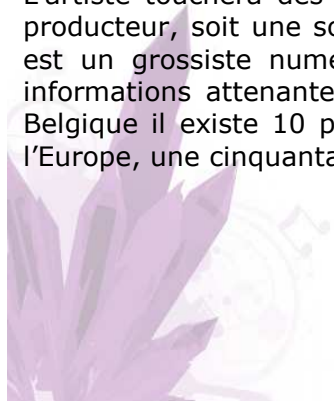 L'artiste touchera des
producteur, soit une so
est un grossiste numé
informations attenante
Belgique il existe 10 p
l'Europe, une cinquanta